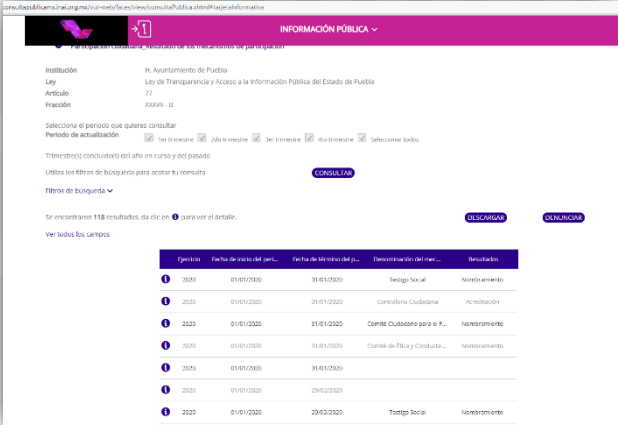 consultapublicamx.inai.org.mx/vut-web/faces/view/consultaPublica.xhtml#tarjetaInformativa
INFORMACIÓN PÚBLICA
Participación ciudadana_Resultado de los mecanismos de participación
Institución H. Ayuntamiento de Puebla
Ley Ley de Transparencia y Acceso a la Información Pública del Estado de Puebla
Artículo 77
Fracción XXXVII - B
Selecciona el periodo que quieres consultar
Periodo de actualización 1er trimestre 2do trimestre 3er trimestre 4to trimestre Seleccionar todos
Trimestre(s) concluido(s) del año en curso y del pasado
Utiliza los filtros de búsqueda para acotar tu consulta CONSULTAR
Filtros de búsqueda
Se encontraron 118 resultados, da clic en i para ver el detalle. DESCARGAR DENUNCIAR
Ver todos los campos
Ejercicio Fecha de inicio del peri... Fecha de término del p... Denominación del mec... Resultados
2020 01/01/2020 31/01/2020 Testigo Social Nombramiento
2020 01/01/2020 31/01/2020 Contraloría Ciudadana Acreditación
2020 01/01/2020 31/01/2020 Comité Ciudadano para el P... Nombramiento
2020 01/01/2020 31/01/2020 Comité de Ética y Conducta ... Nombramiento
2020 01/01/2020 31/01/2020
2020 01/01/2020 29/02/2020
2020 01/01/2020 29/02/2020 Testigo Social Nombramiento